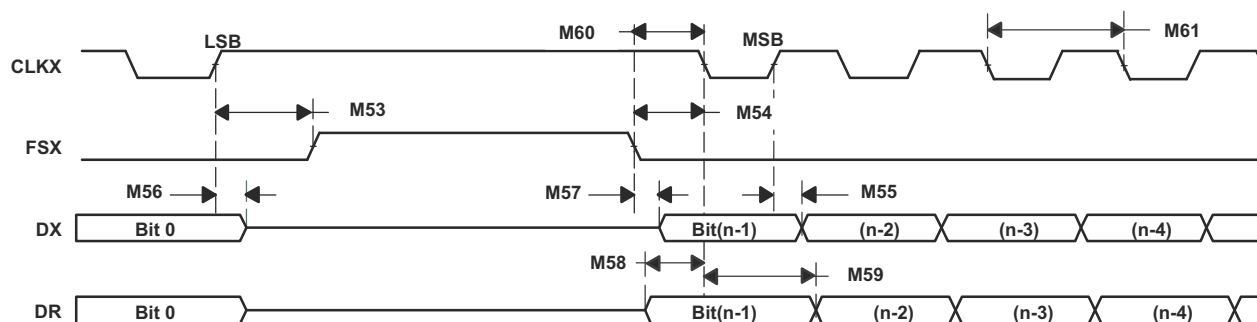 LSB
M60
MSB
M61
CLKX
M53
M54
FSX
M56
M57
M55
DX
Bit 0
Bit(n-1)
(n-2)
(n-3)
(n-4)
M58
M59
DR
Bit 0
Bit(n-1)
(n-2)
(n-3)
(n-4)